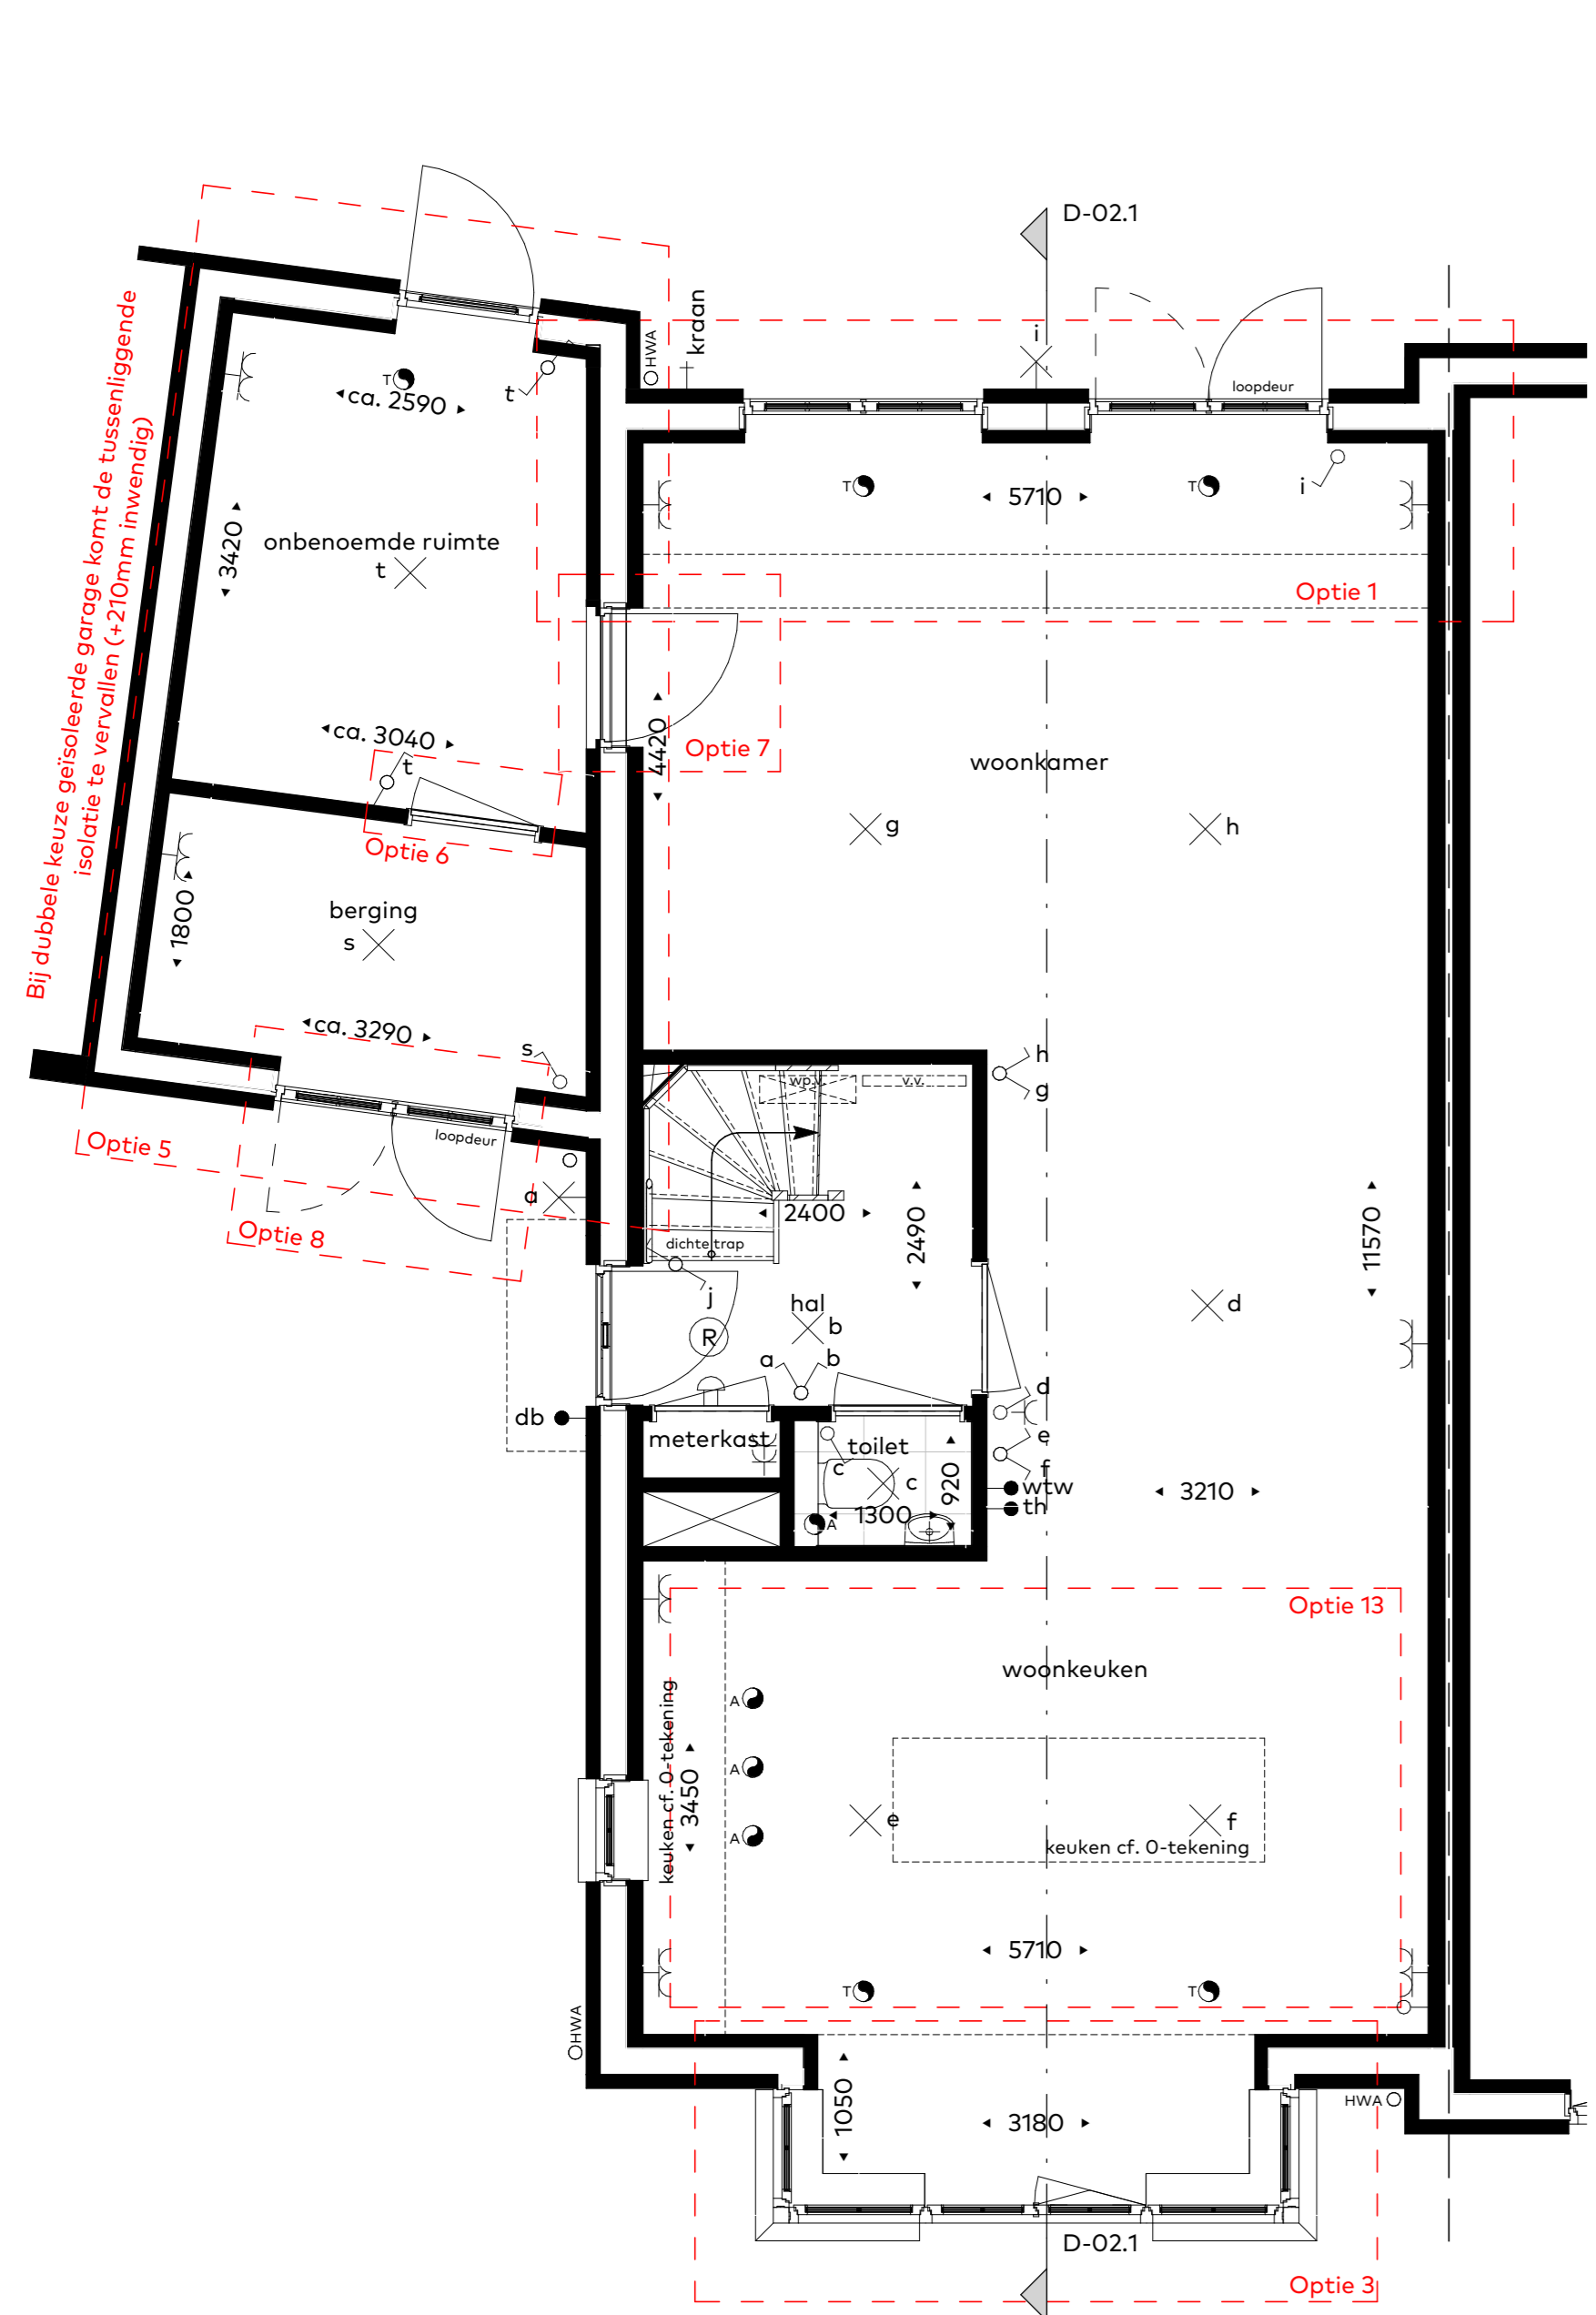 D-02.1
kraan
HWA
i
loopdeur
T
t
ca. 2590
T
5710
T
i
Bij dubbele keuze geïsoleerde garage komt de tussenliggende
isolatie te vervallen (+210mm inwendig)
3420
onbenoemde ruimte
t
Optie 1
ca. 3040
t
4420
Optie 7
woonkamer
g
h
Optie 6
1800
berging
s
ca. 3290
s
h
g
wp.v.
v.v.
Optie 5
loopdeur
a
Optie 8
2400
2490
11570
dichte trap
j
hal
b
R
d
a
b
d
db
meterkast
toilet
e
c
c
920
f
wtw
th
1300
A
3210
Optie 13
woonkeuken
A
keuken cf. 0-tekening
3450
A
A
e
f
keuken cf. 0-tekening
5710
T
T
HWA
1050
3180
HWA
D-02.1
Optie 3